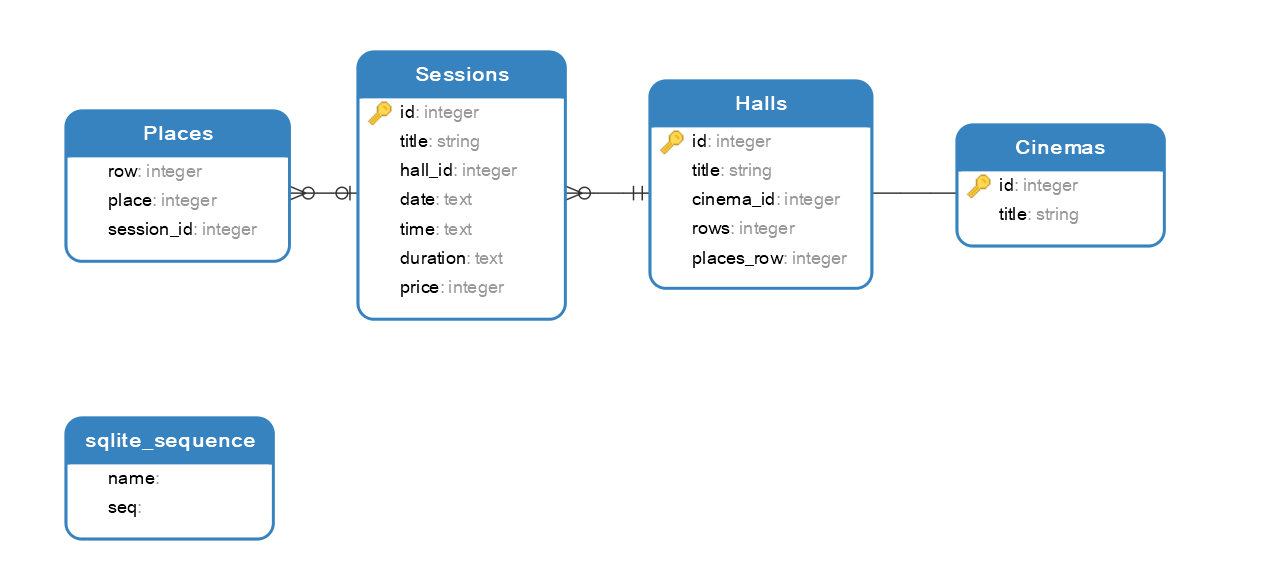 Places
row: integer
place: integer
session_id: integer
Sessions
id: integer
title: string
hall_id: integer
date: text
time: text
duration: text
price: integer
Halls
id: integer
title: string
cinema_id: integer
rows: integer
places_row: integer
Cinemas
id: integer
title: string
sqlite_sequence
name:
seq: